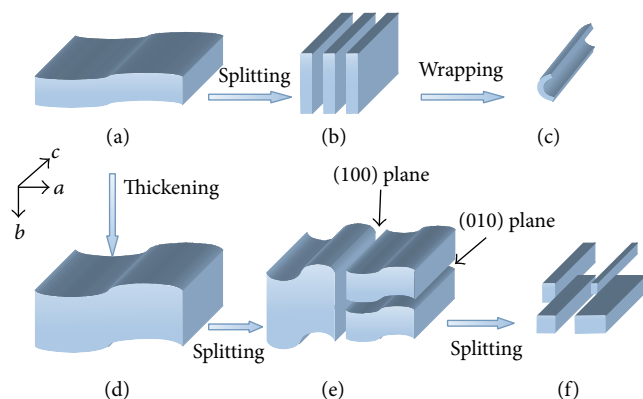 Splitting
Wrapping
(a)
(b)
(c)
c
a
b
Thickening
(100) plane
(010) plane
Splitting
Splitting
(d)
(e)
(f)